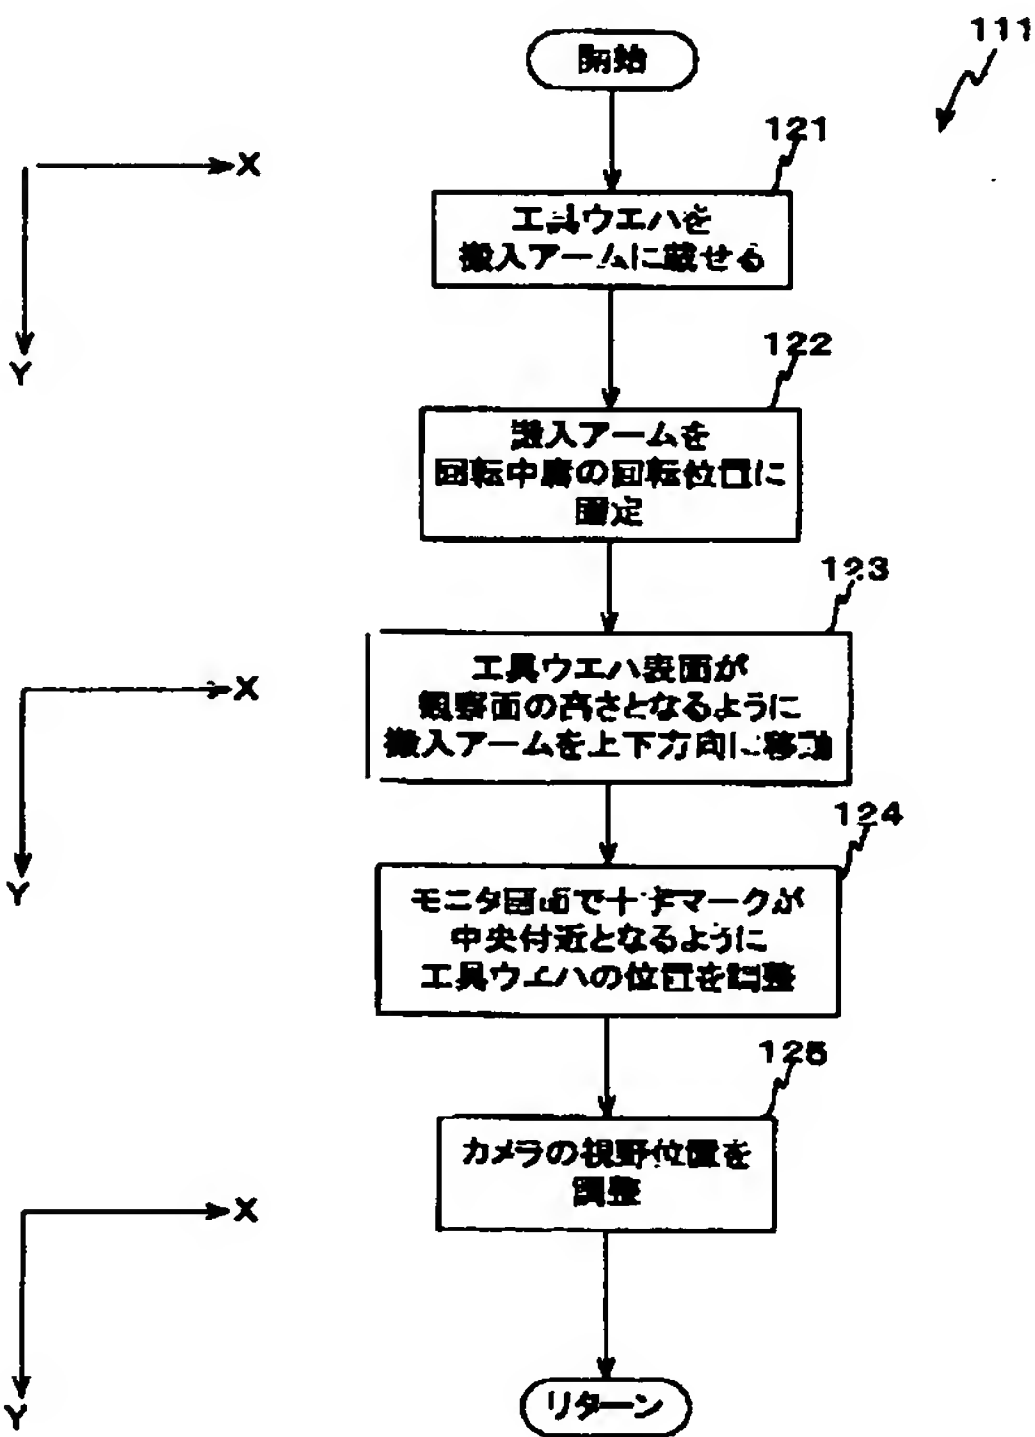 111
開始
X
Y
121
工具ウエハを
搬入アームに載せる
122
搬入アームを
回転中の回転位置に
固定
123
X
Y
工具ウエハ表面が
観察面の高さとなるように
搬入アームを上下方向に移動
124
モニタ画面で十字マークが
中央付近となるように
工具ウエハの位置を調整
125
カメラの視野位置を
調整
X
Y
リターン